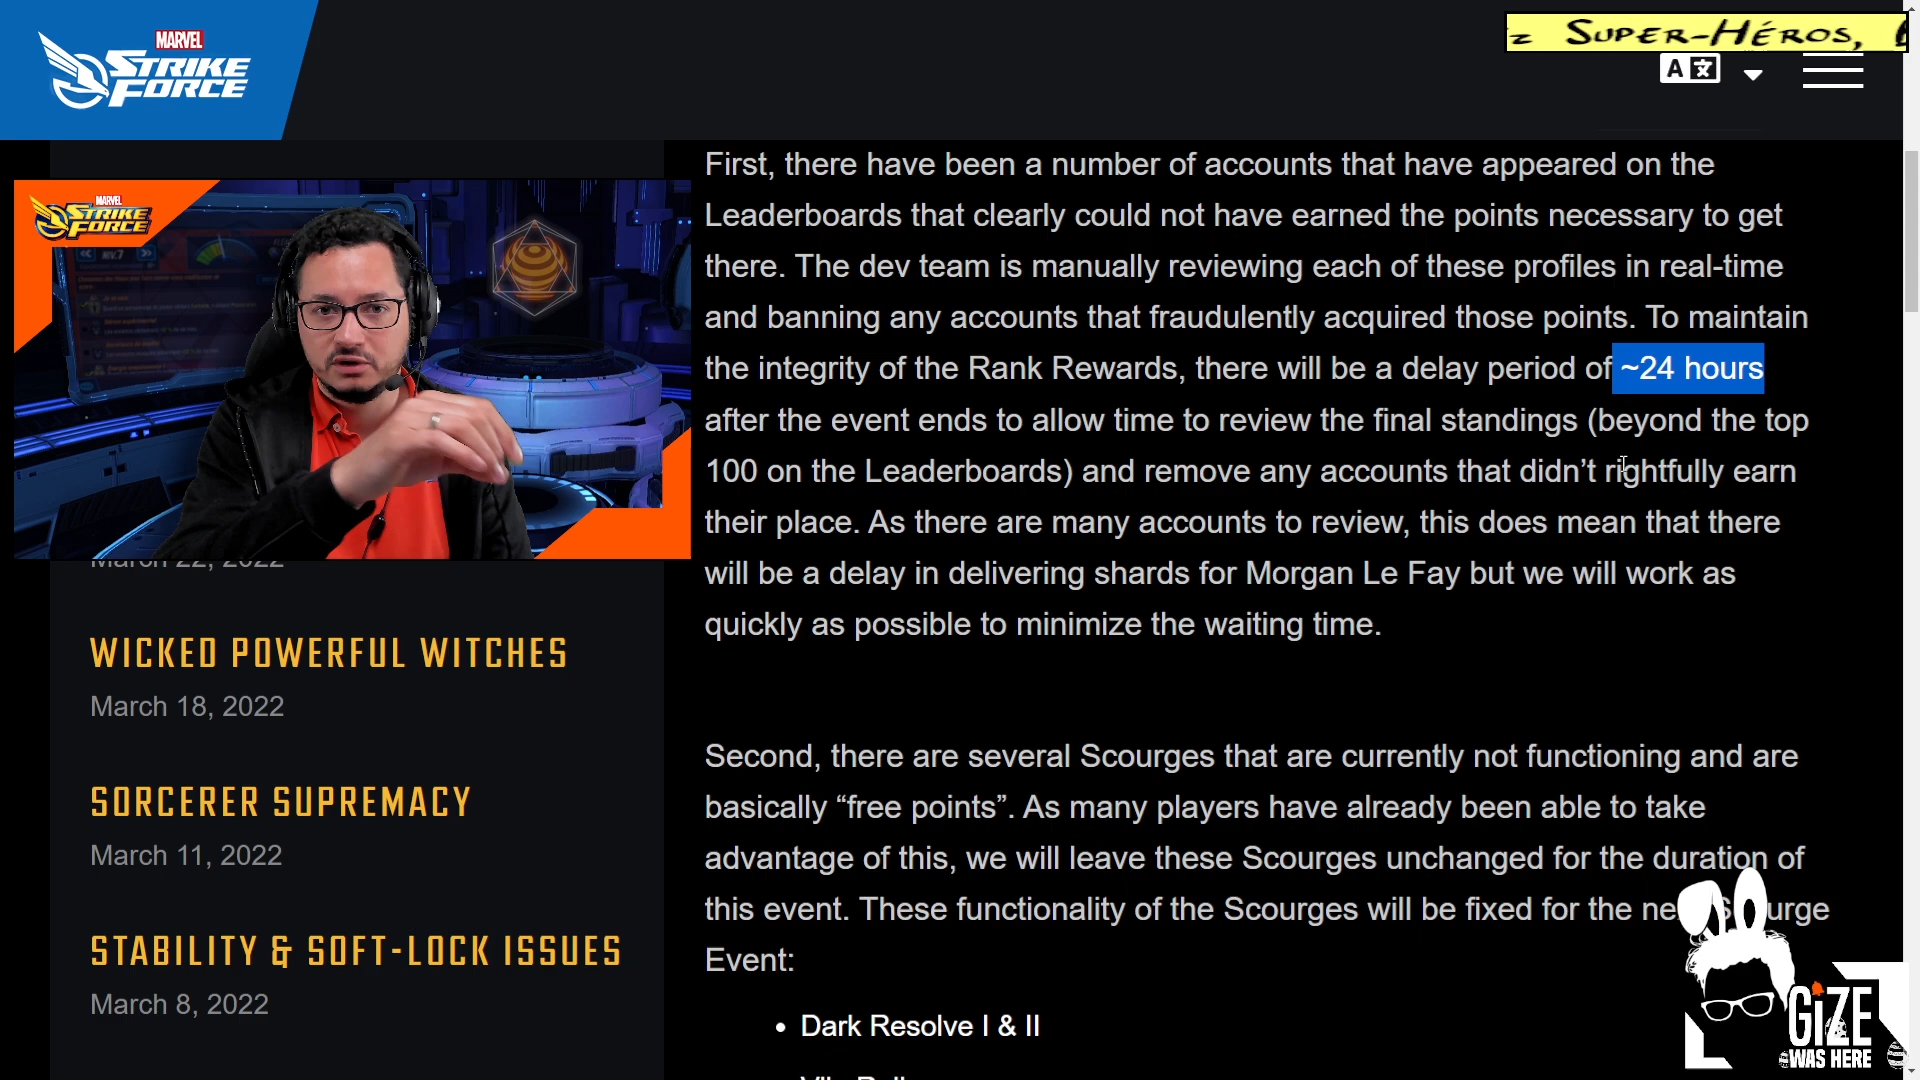 MARVEL
STRIKE
FORCE
SUPER-HÉROS,
First, there have been a number of accounts that have appeared on the
Leaderboards that clearly could not have earned the points necessary to get
there. The dev team is manually reviewing each of these profiles in real-time
and banning any accounts that fraudulently acquired those points. To maintain
the integrity of the Rank Rewards, there will be a delay period of ~24 hours
after the event ends to allow time to review the final standings (beyond the top
100 on the Leaderboards) and remove any accounts that didn’t rightfully earn
their place. As there are many accounts to review, this does mean that there
will be a delay in delivering shards for Morgan Le Fay but we will work as
quickly as possible to minimize the waiting time.
Second, there are several Scourges that are currently not functioning and are
basically “free points”. As many players have already been able to take
advantage of this, we will leave these Scourges unchanged for the duration of
this event. These functionality of the Scourges will be fixed for the
Event:
• Dark Resolve I & II
MARVEL
STRIKE
FORCE
NIV.7
March 22, 2022
WICKED POWERFUL WITCHES
March 18, 2022
SORCERER SUPREMACY
March 11, 2022
STABILITY & SOFT-LOCK ISSUES
March 8, 2022
GiZE
WAS HERE